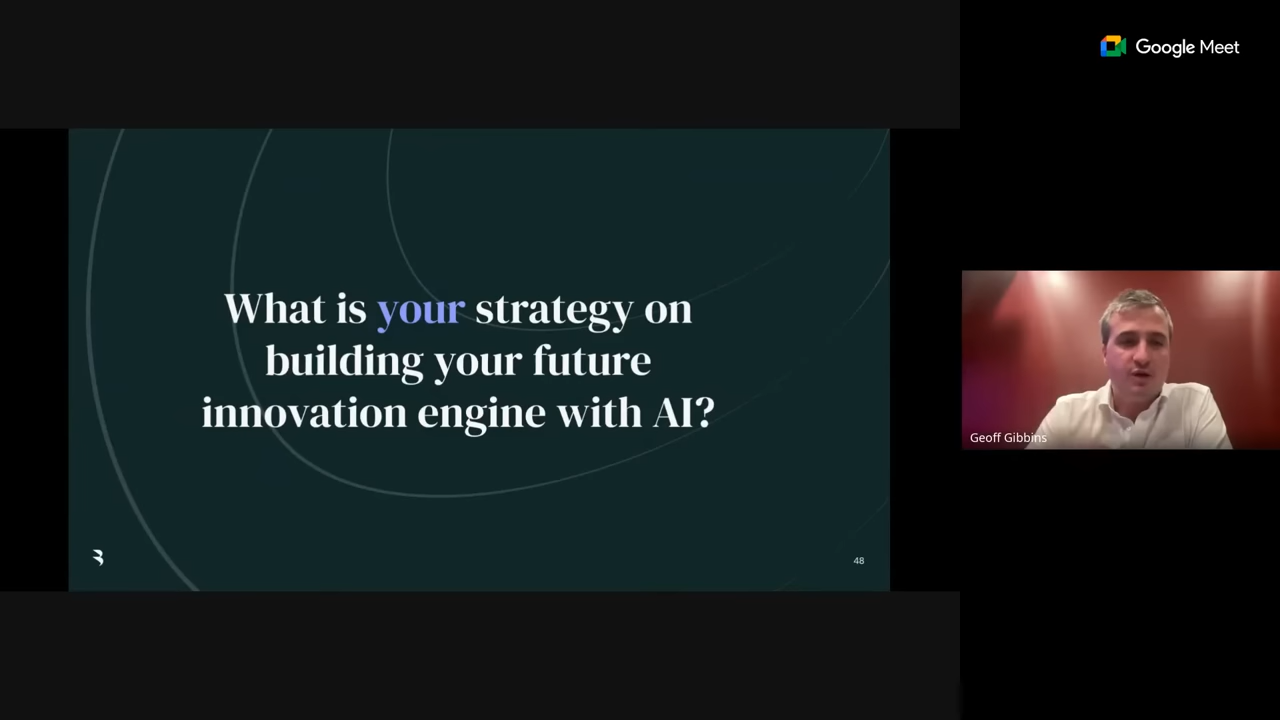 Google Meet
What is your strategy on
building your future
innovation engine with AI?
48
Geoff Gibbins